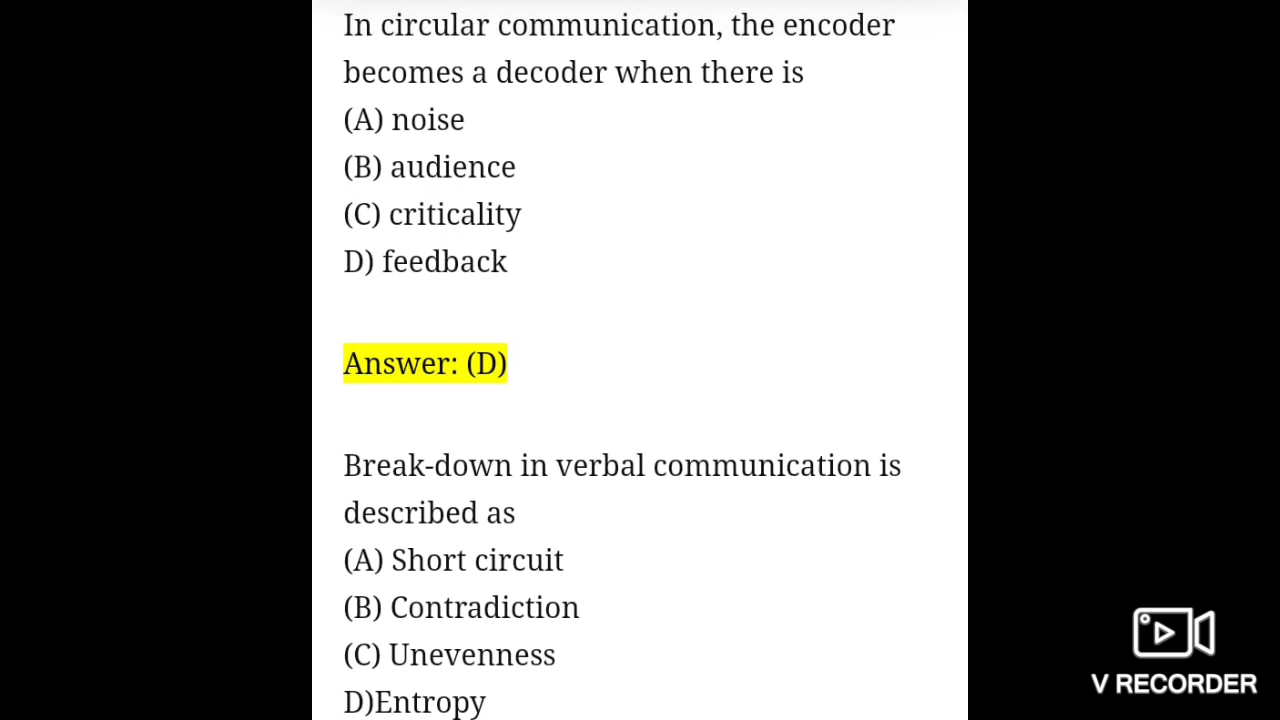 In circular communication, the encoder
becomes a decoder when there is
(A) noise
(B) audience
(C) criticality
D) feedback
Answer: (D)
Break-down in verbal communication is
described as
(A) Short circuit
(B) Contradiction
(C) Unevenness
D)Entropy
V RECORDER